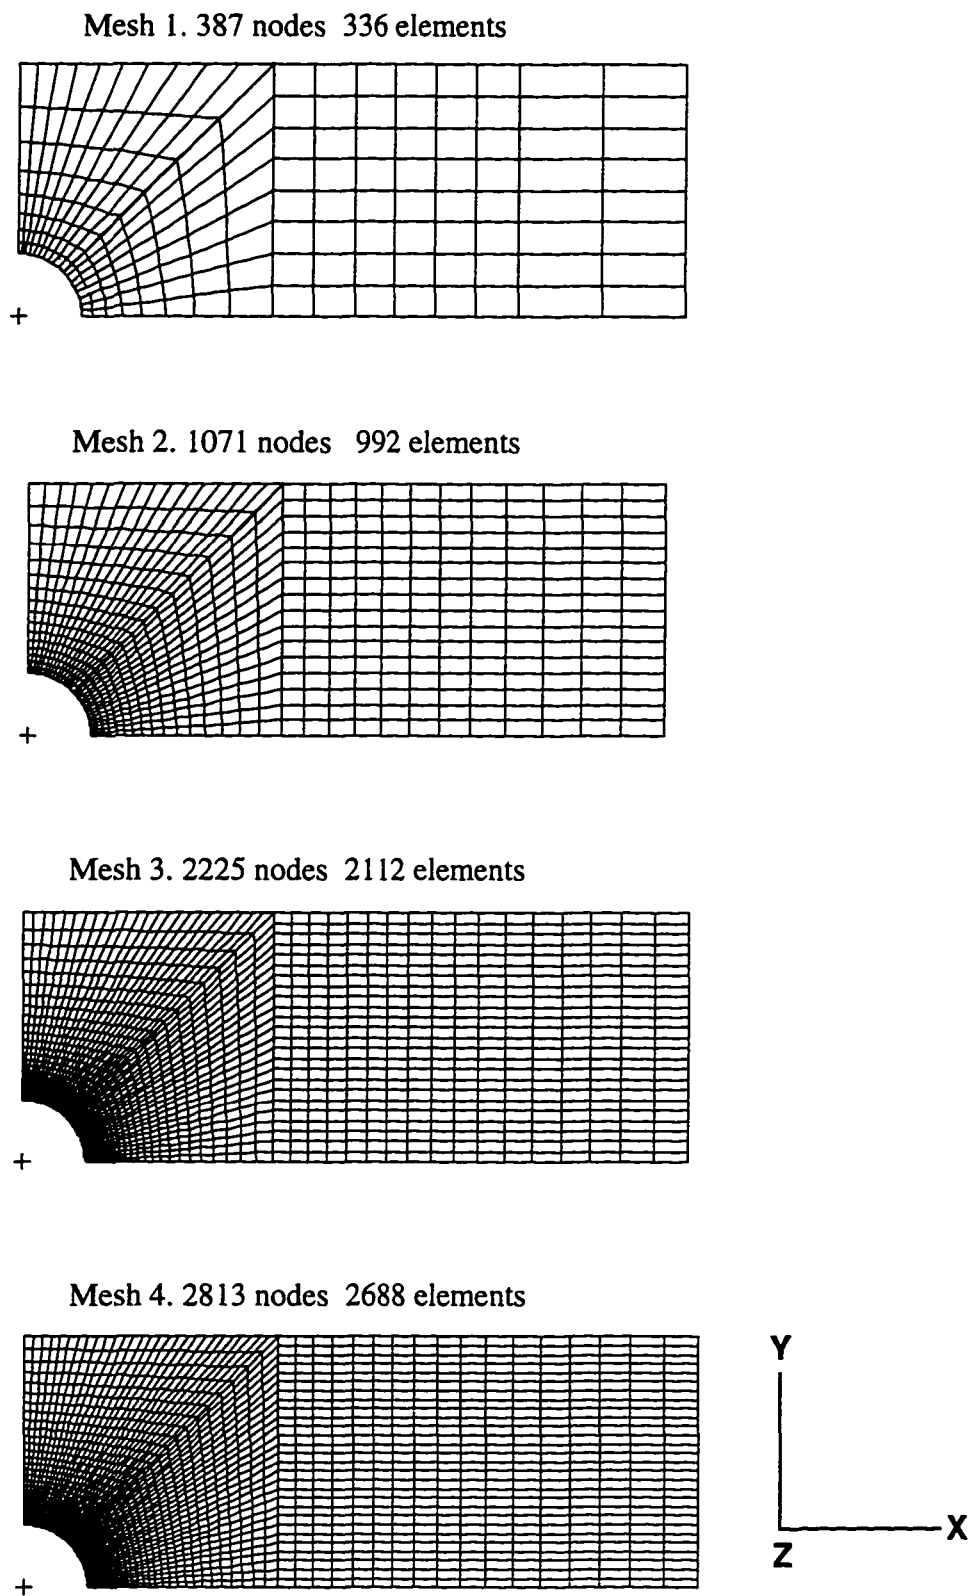 Mesh 1. 387 nodes 336 elements
+
Mesh 2. 1071 nodes 992 elements
+
Mesh 3. 2225 nodes 2112 elements
+
Mesh 4. 2813 nodes 2688 elements
+
Y
X
Z